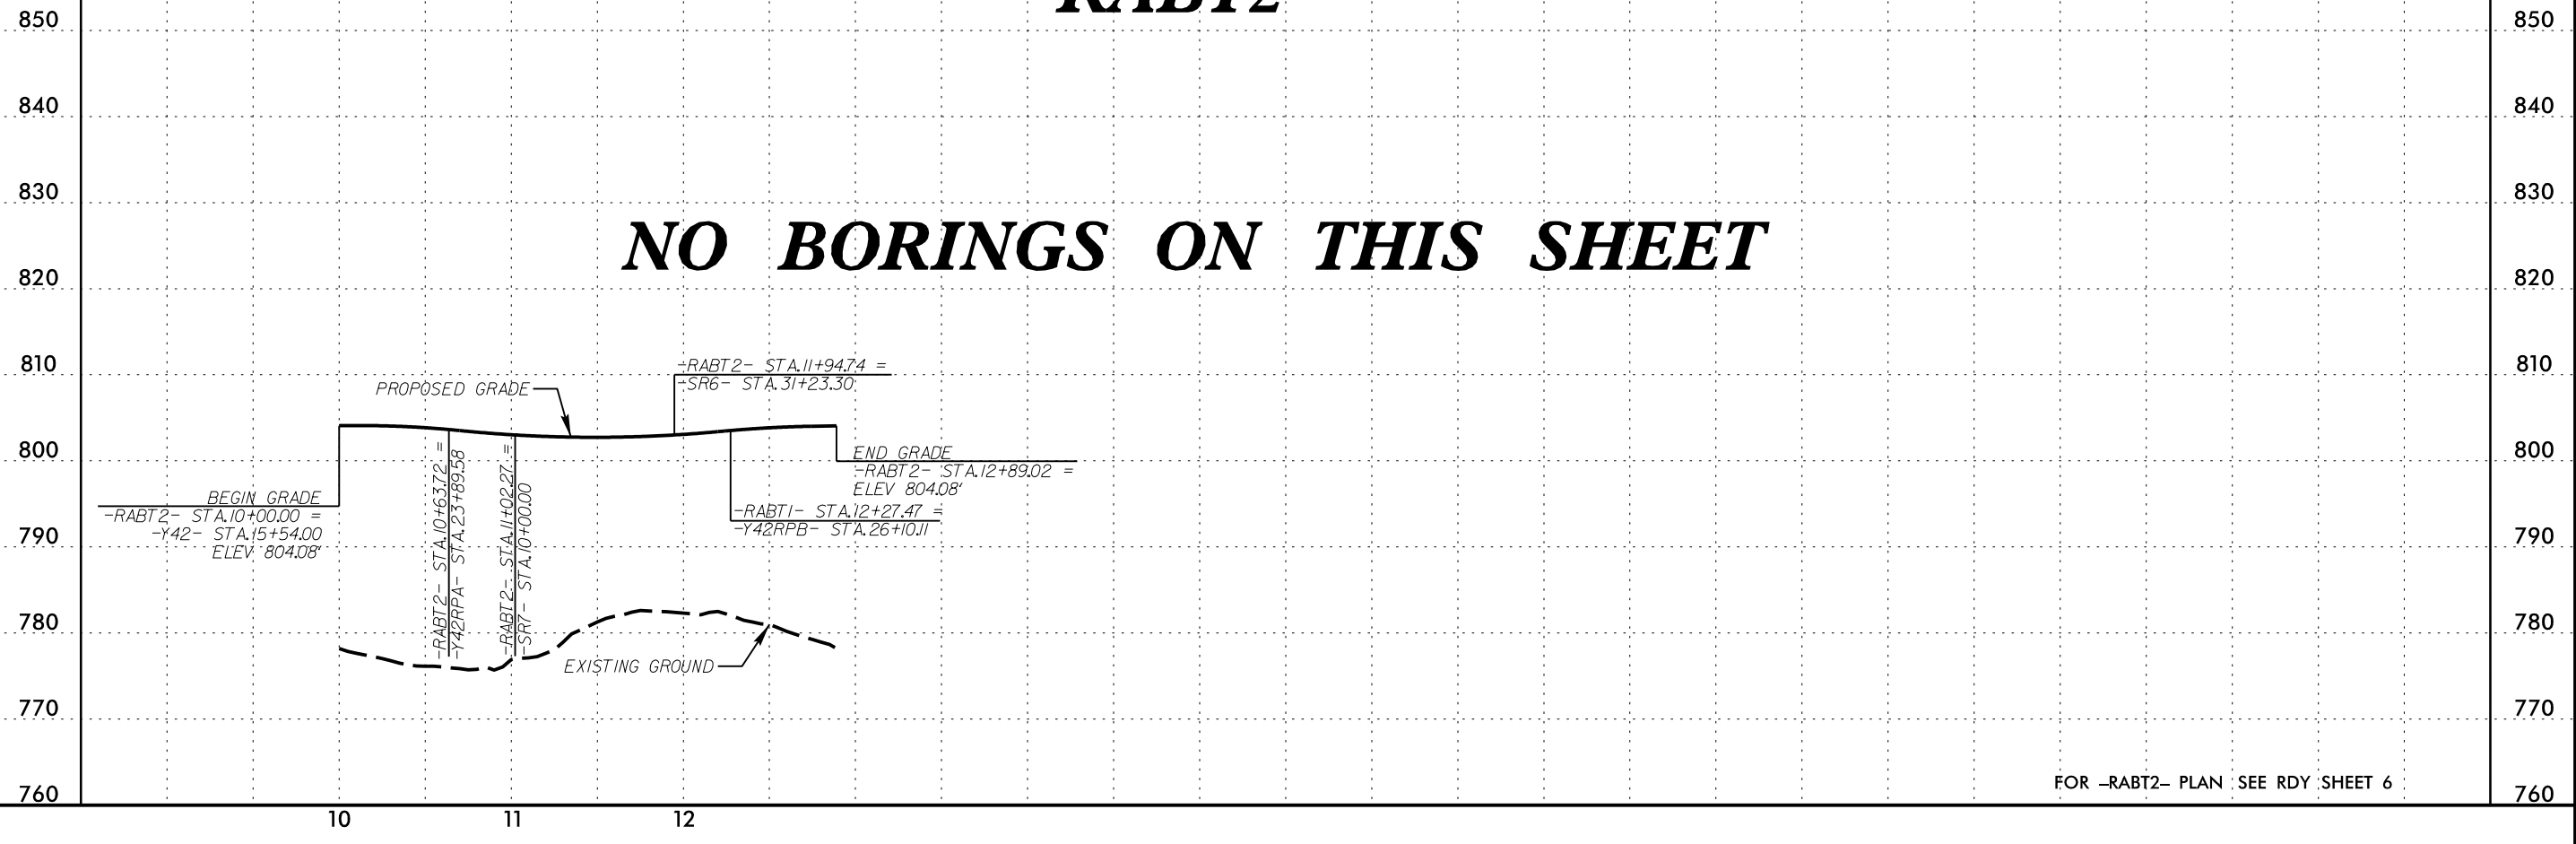 RABT2
850 850
840 840
830 830
NO BORINGS ON THIS SHEET
820 820
810 810
-RABT2- STA.11+94.74 =
-SR6- STA.31+23.30
PROPOSED GRADE
800 800
END GRADE
-RABT2- STA.12+89.02 =
ELEV 804.08'
BEGIN GRADE
-RABT2- STA.10+00.00 =
-Y42- STA.15+54.00
ELEV 804.08'
-RABT2- STA.10+63.72 =
-Y42RPA- STA.23+89.58
-RABT2- STA.11+02.27 =
-SR7- STA.10+00.00
-RABT1- STA.12+27.47 =
-Y42RPB- STA.26+10.11
790 790
780 780
EXISTING GROUND
770 770
FOR –RABT2– PLAN SEE RDY SHEET 6
760 760
10 11 12